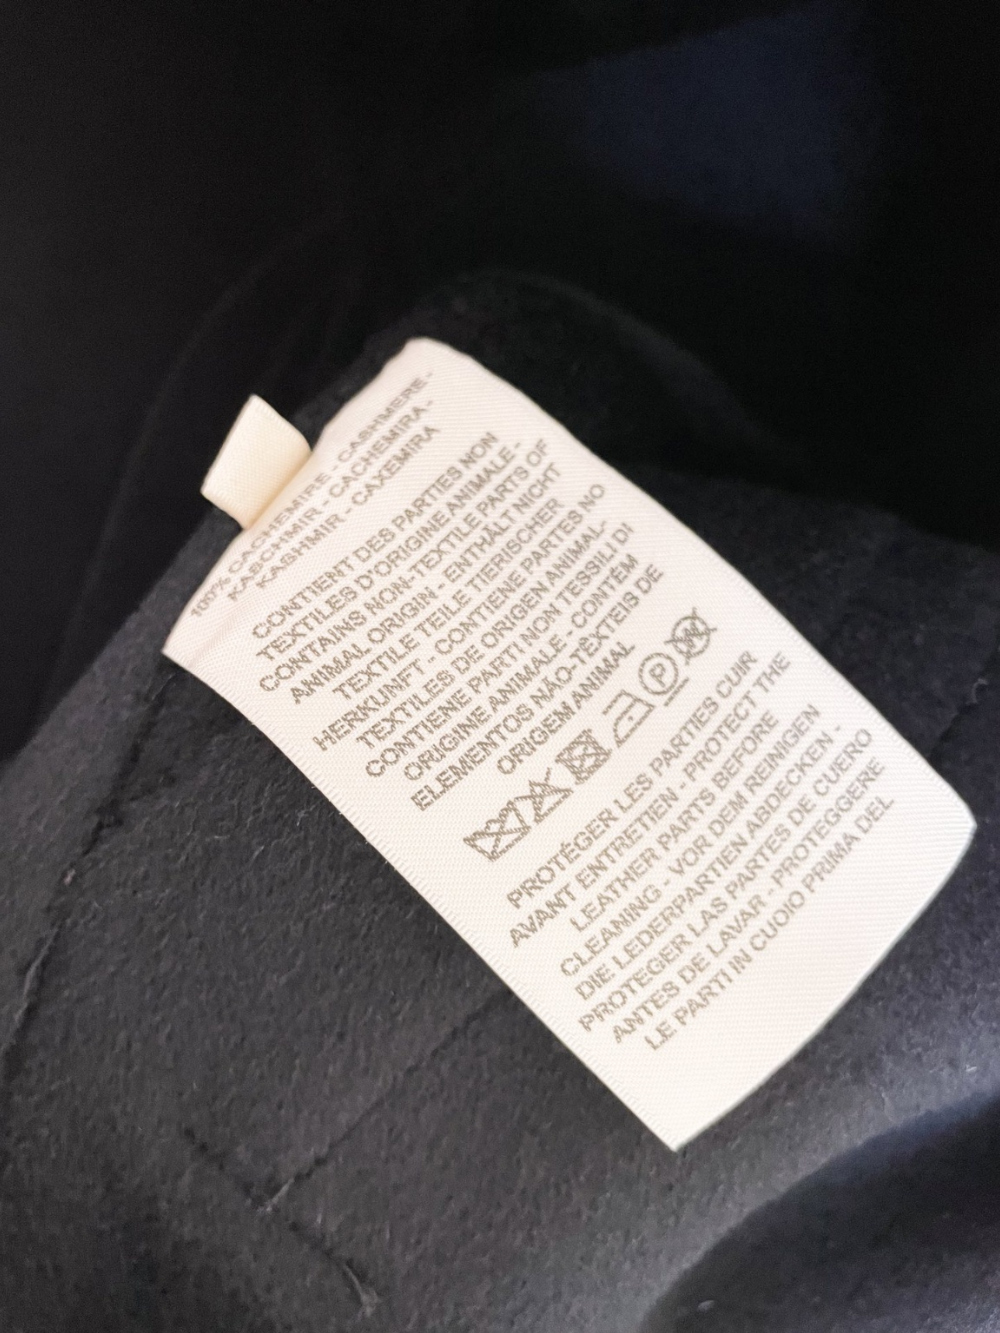 100% CACHEMIRE - CASHMERE -
KASCHMIR - CACHEMIRA -
KASHMIR - CAXEMIRA
CONTIENT DES PARTIES NON
TEXTILES D'ORIGINE ANIMALE -
CONTAINS NON-TEXTILE PARTS OF
ANIMAL ORIGIN - ENTHÄLT NICHT
TEXTILE TEILE TIERISCHER
HERKUNFT - CONTIENE PARTES NO
TEXTILES DE ORIGEN ANIMAL-
CONTIENE PARTI NON TESSILI DI
ORIGINE ANIMALE - CONTÉM
ELEMENTOS NÃO-TÊXTEIS DE
ORIGEM ANIMAL
P W
PROTÉGER LES PARTIES CUIR
AVANT ENTRETIEN - PROTECT THE
LEATHER PARTS BEFORE
CLEANING - VOR DEM REINIGEN
DIE LEDERPARTIEN ABDECKEN -
PROTEGER LAS PARTES DE CUERO
ANTES DE LAVAR - PROTEGGERE
LE PARTI IN CUOIO PRIMA DEL